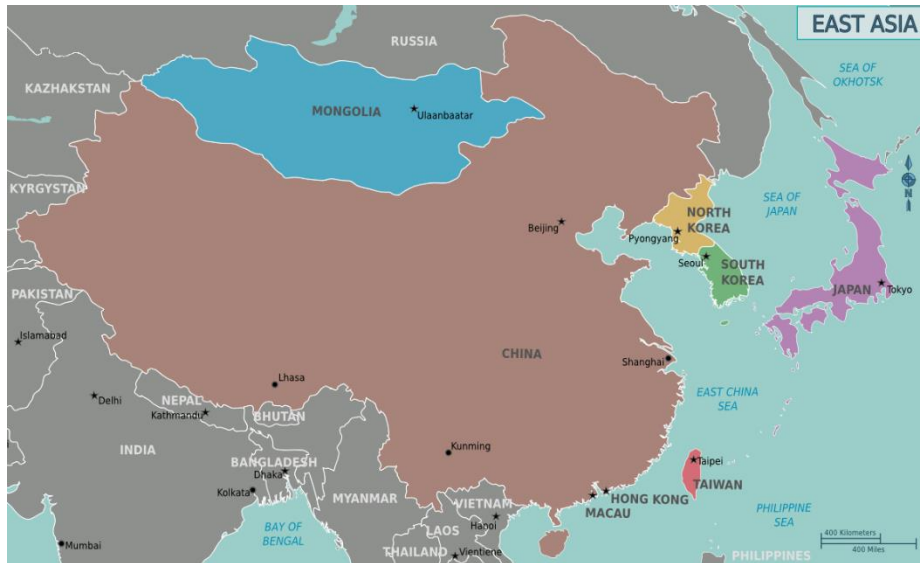 EAST ASIA
RUSSIA
SEA OF
OKHOTSK
KAZAKHSTAN
MONGOLIA
Ulaanbaatar
KYRGYSTAN
N
SEA OF
JAPAN
NORTH
KOREA
Beijing
Pyongyang
Seoul
SOUTH
KOREA
JAPAN
Tokyo
PAKISTAN
Islamabad
CHINA
Shanghai
Lhasa
Delhi
NEPAL
Kathmandu
BHUTAN
EAST CHINA
SEA
INDIA
Kunming
BANGLADESH
Dhaka
Taipei
TAIWAN
Kolkata
MYANMAR
VIETNAM
HONG KONG
MACAU
Hanoi
BAY OF
BENGAL
LAOS
PHILIPPINE
SEA
Mumbai
THAILAND
Vientiene
400 Kilometers
400 Miles
PHILIPPINES